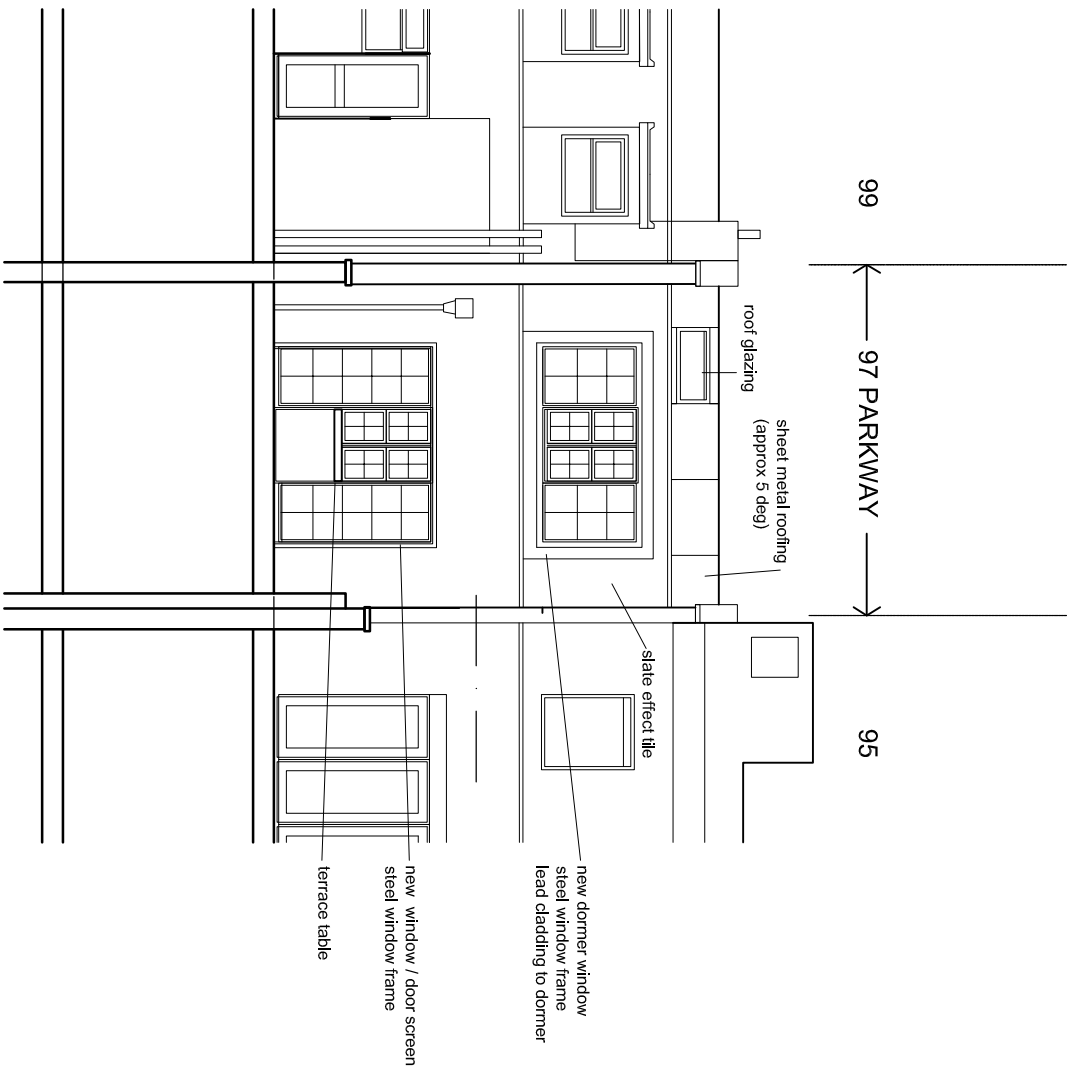 99
97 PARKWAY
95
roof glazing
sheet metal roofing
(approx 5 deg)
slate effect tile
new dormer window
steel window frame
lead cladding to dormer
new window / door screen
steel window frame
terrace table